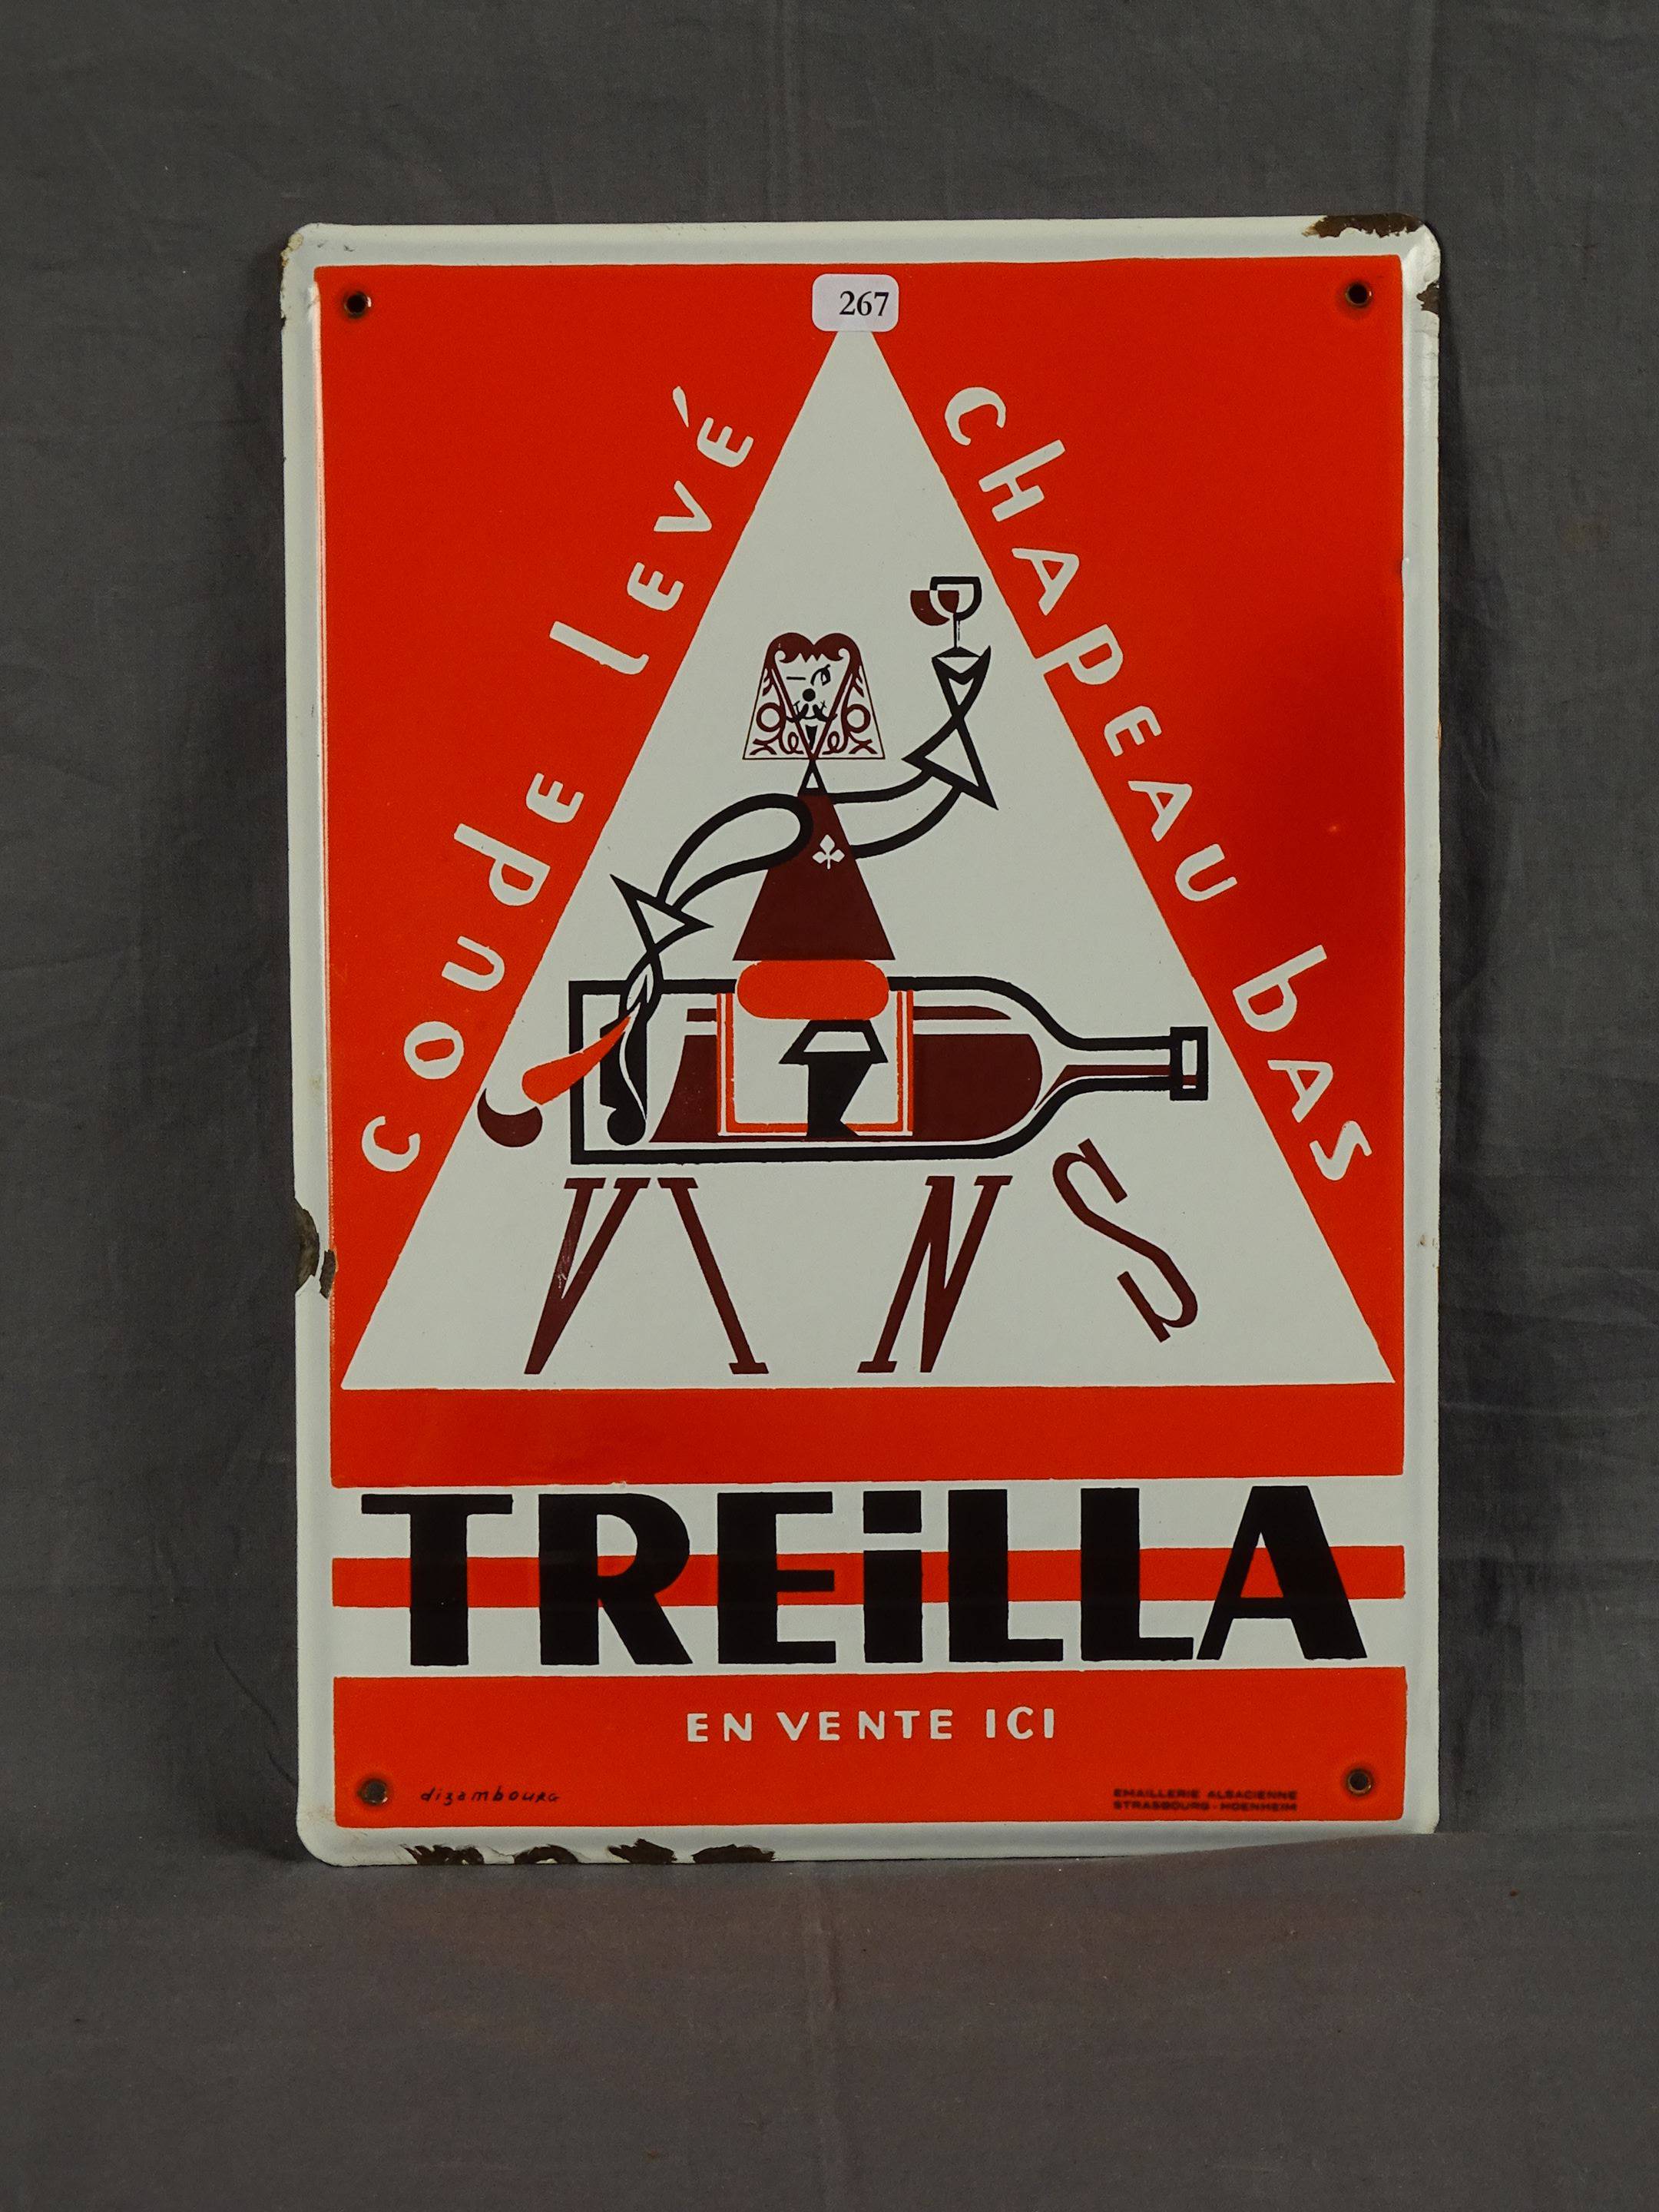 267
coude levé
chapeau bas
VINS
TREiLLA
EN VENTE ICI
dizambourg
EMAILLERIE ALSACIENNE
STRASBOURG - HOENHEIM